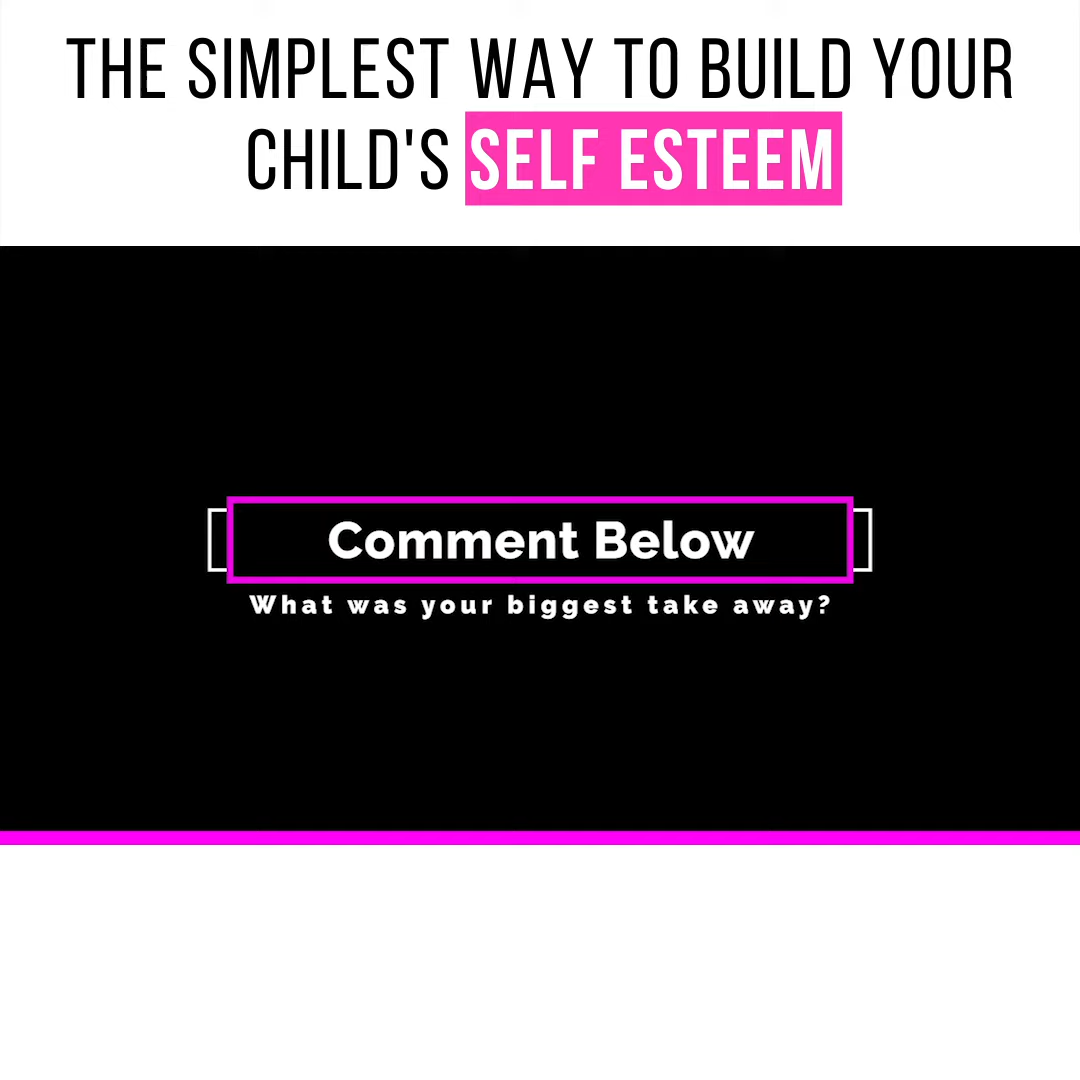 THE SIMPLEST WAY TO BUILD YOUR
CHILD'S SELF ESTEEM
Comment Below
What was your biggest take away?